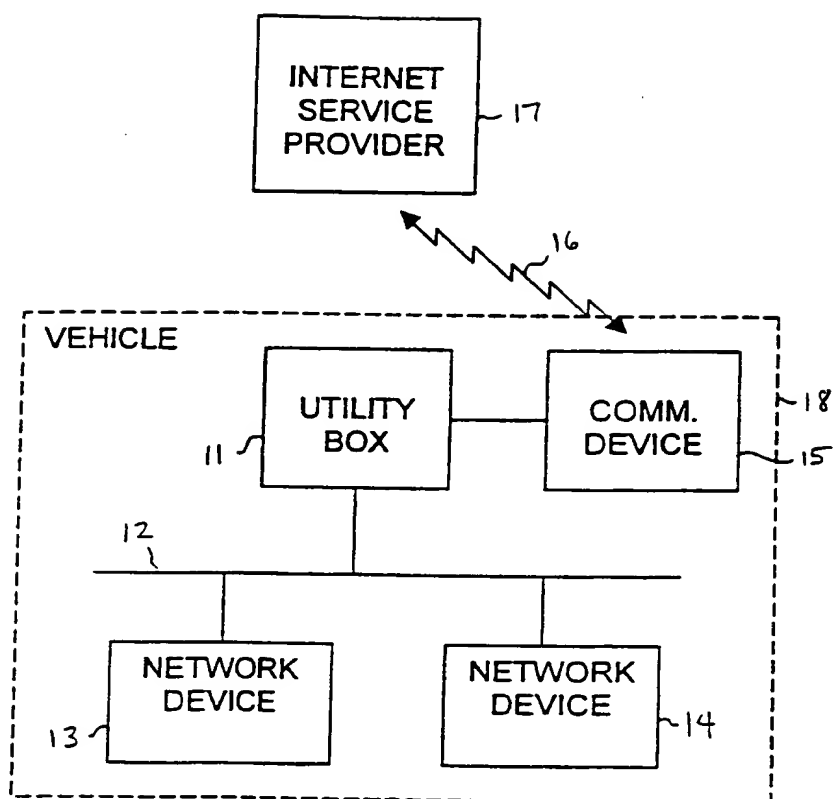 INTERNET
SERVICE
PROVIDER
17
16
VEHICLE
18
UTILITY
BOX
11
COMM.
DEVICE
15
12
NETWORK
DEVICE
13
NETWORK
DEVICE
14